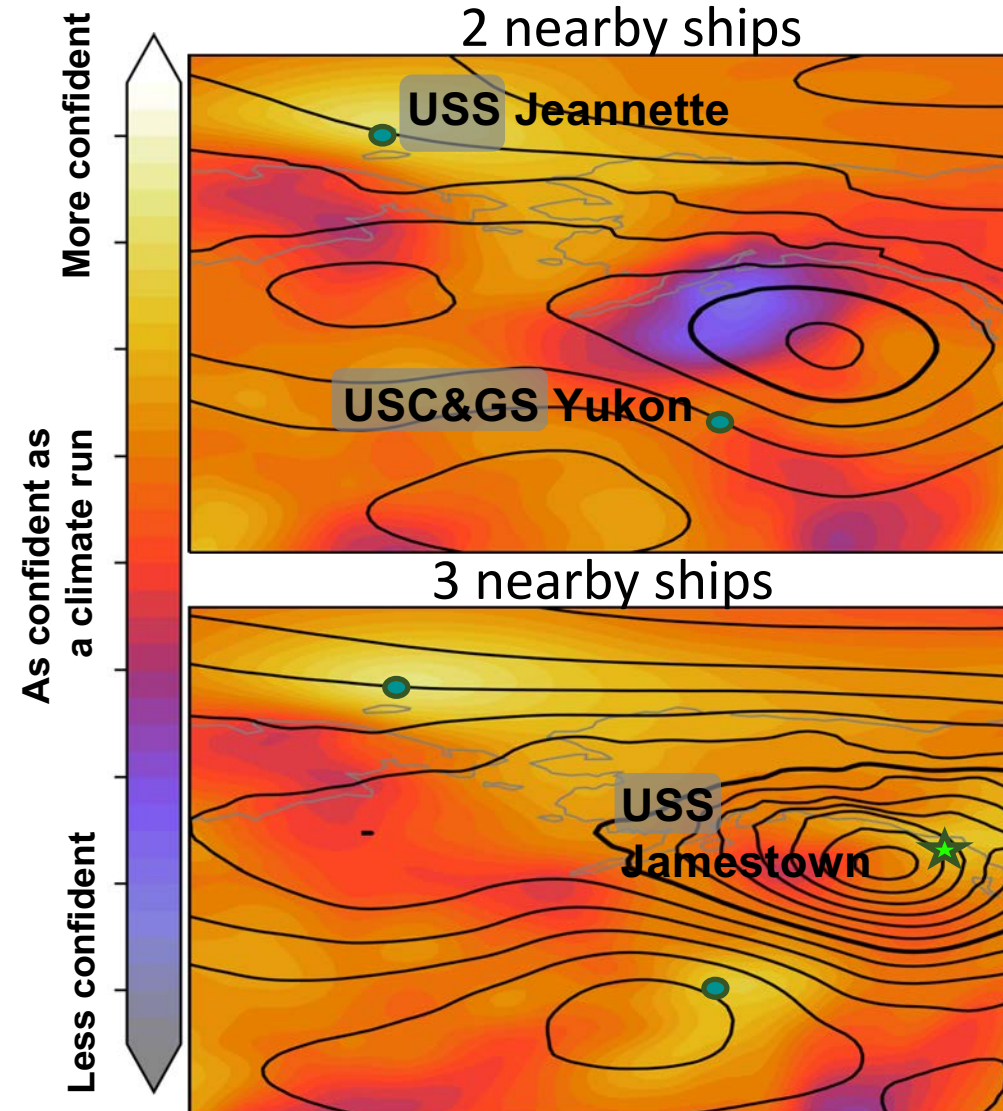 2 nearby ships
More confident
USS Jeannette
USC&GS Yukon
As confident as
a climate run
3 nearby ships
USS
Jamestown
Less confident